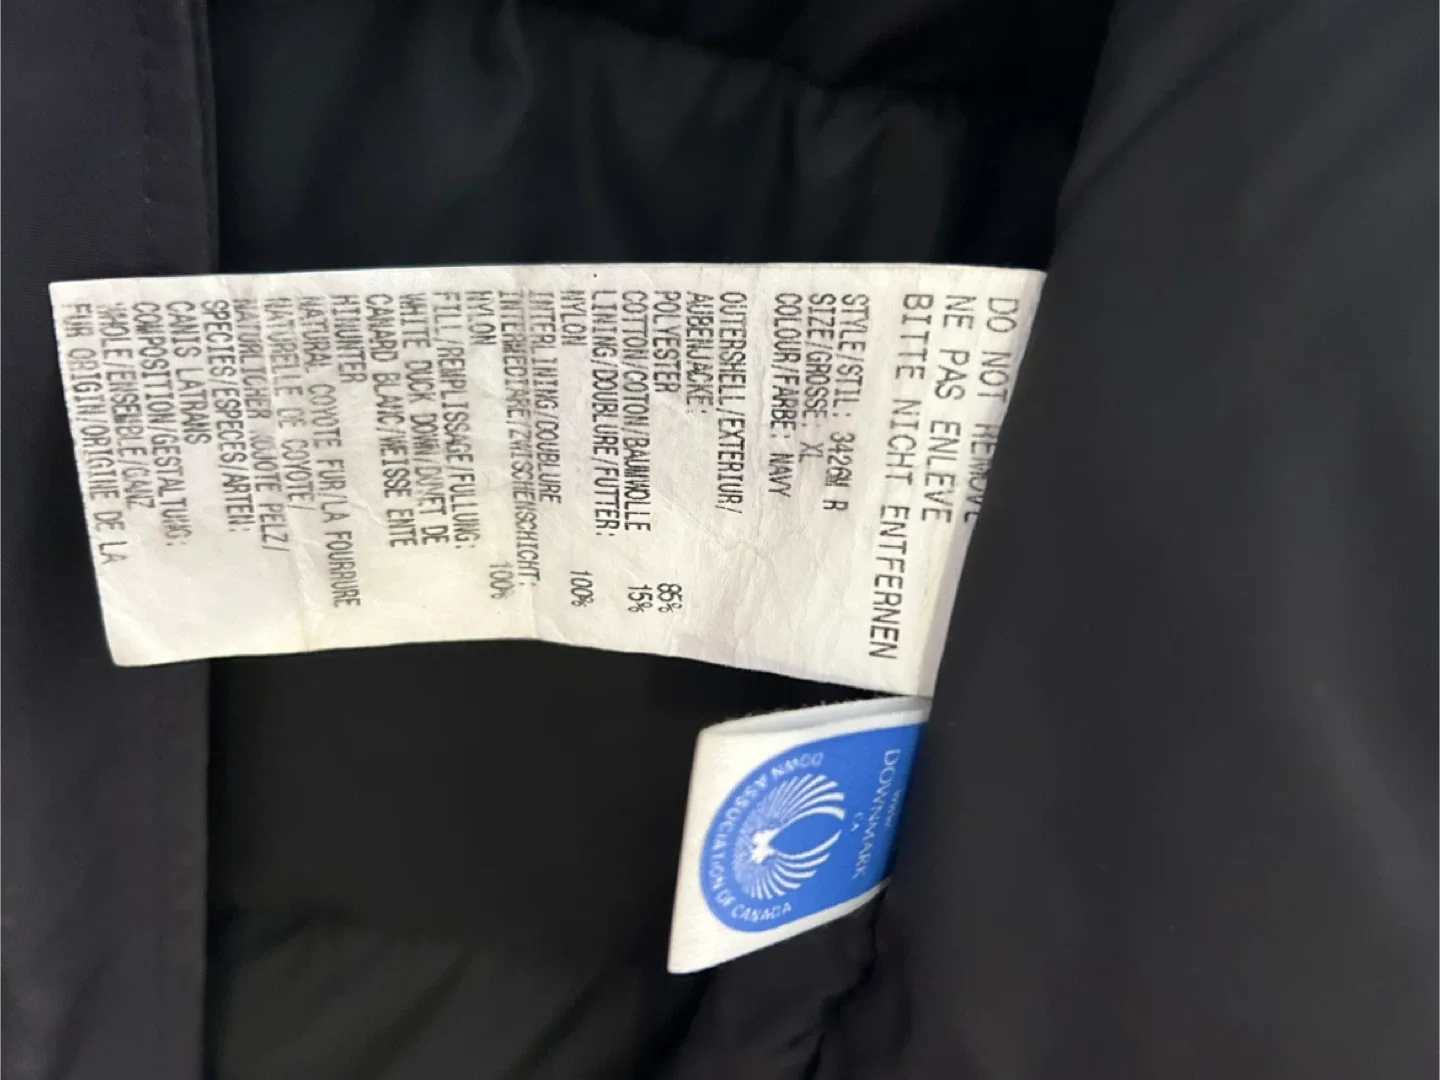 DO NOT REMOVE
NE PAS ENLEVE
BITTE NICHT ENTFERNEN
STYLE/STIL: 3426M R
SIZE/GROSSE: XL
COLOUR/FARBE: NAVY
OUTERSHELL/EXTERIUR/
AUBENJACKE:
POLYESTER 85%
COTTON/COTON/BAUMWOLLE 15%
LINING/DOUBLURE/FUTTER:
NYLON 100%
INTERLINING/DOUBLURE
INTERMEDIARE/ZWISCHENSCHICHT:
NYLON 100%
FILL/REMPLISSAGE/FULLUNG:
WHITE DUCK DOWN/DUVET DE
CANARD BLANC/WEISSE ENTE
HINUNTER
NATURAL COYOTE FUR/LA FOURRURE
NATURELLE DE COYOTE/
NATURLICHER KOJOTE PELZ/
SPECIES/ESPECES/ARTEN:
CANIS LATRANS
COMPOSITION/GESTALTUNG:
WHOLE/ENSEMBLE/GANZ
FUR ORIGIN/ORIGINE DE LA
DOWNMARK
www
CA
DOWN ASSOCIATION OF CANADA